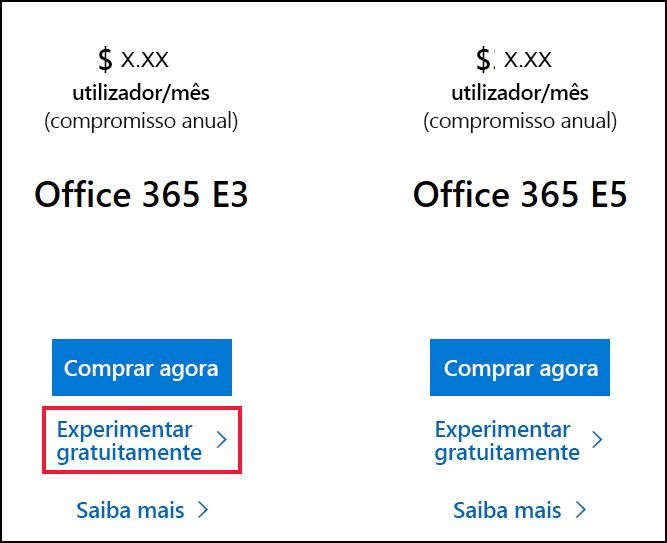 $ X.XX
utilizador/mês
(compromisso anual)
Office 365 E3
Comprar agora
Experimentar
gratuitamente
Saiba mais
$ X.XX
utilizador/mês
(compromisso anual)
Office 365 E5
Comprar agora
Experimentar
gratuitamente
Saiba mais